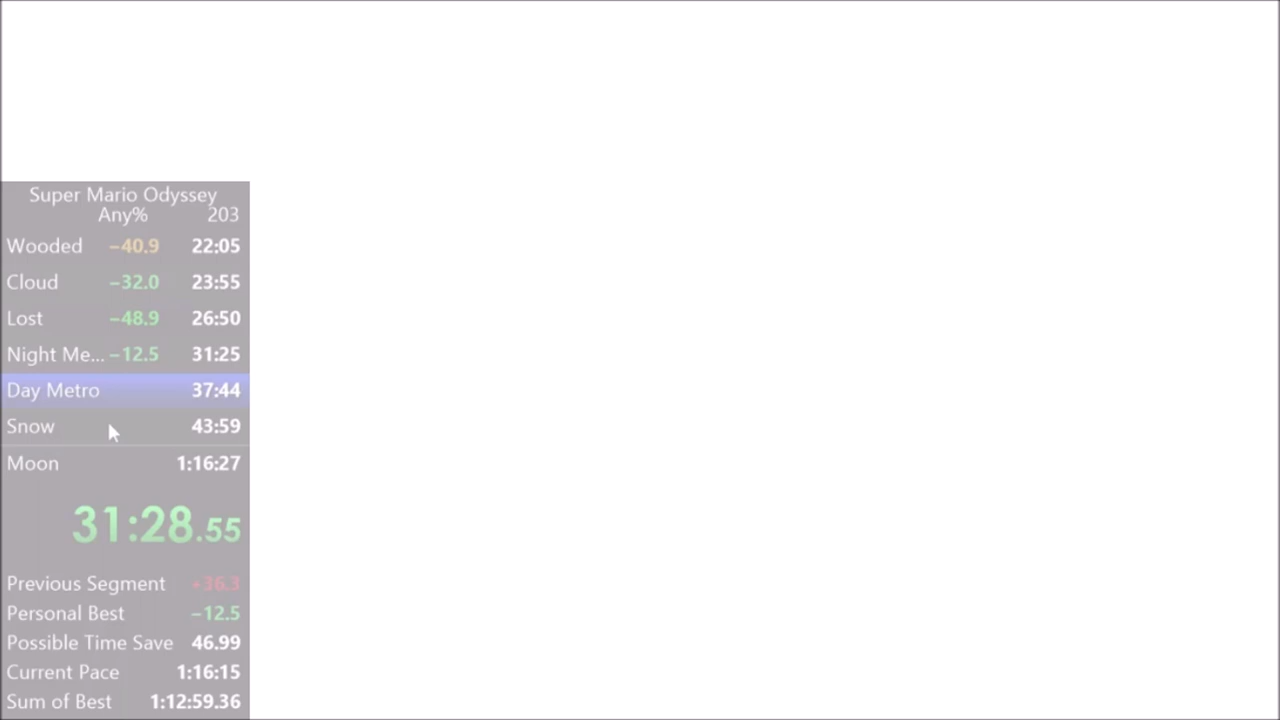 Super Mario Odyssey
Any% 203
Wooded −40.9 22:05
Cloud −32.0 23:55
Lost −48.9 26:50
Night Me... −12.5 31:25
Day Metro 37:44
Snow 43:59
Moon 1:16:27
31:28.55
Previous Segment +36.3
Personal Best −12.5
Possible Time Save 46.99
Current Pace 1:16:15
Sum of Best 1:12:59.36